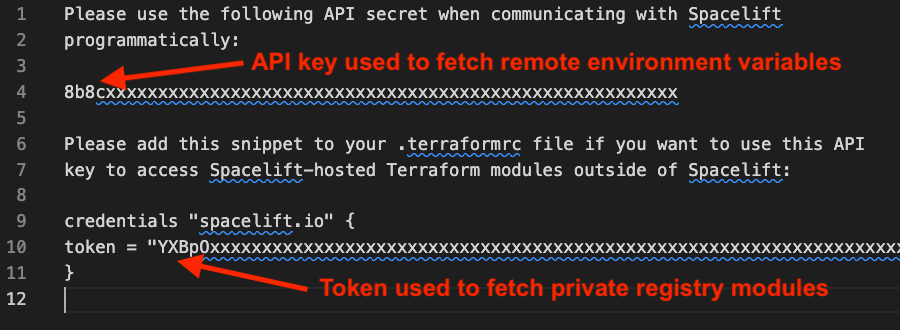 1 Please use the following API secret when communicating with Spacelift
2 programmatically:
3 API key used to fetch remote environment variables
4 8b8cxxxxxxxxxxxxxxxxxxxxxxxxxxxxxxxxxxxxxxxxxxxxxxxxxxxxxxx
5
6 Please add this snippet to your .terraformrc file if you want to use this API
7 key to access Spacelift-hosted Terraform modules outside of Spacelift:
8
9 credentials "spacelift.io" {
10 token = "YXBpOxxxxxxxxxxxxxxxxxxxxxxxxxxxxxxxxxxxxxxxxxxxxxxxxxxxxxxxxxxxxxxxxxxx
11 }
Token used to fetch private registry modules
12